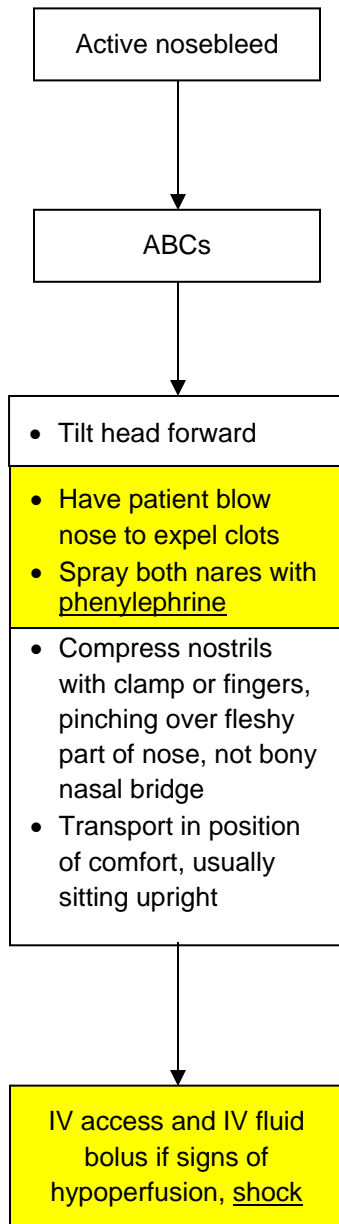 Active nosebleed
ABCs
• Tilt head forward
• Have patient blow
nose to expel clots
• Spray both nares with
phenylephrine
• Compress nostrils
with clamp or fingers,
pinching over fleshy
part of nose, not bony
nasal bridge
• Transport in position
of comfort, usually
sitting upright
IV access and IV fluid
bolus if signs of
hypoperfusion, shock